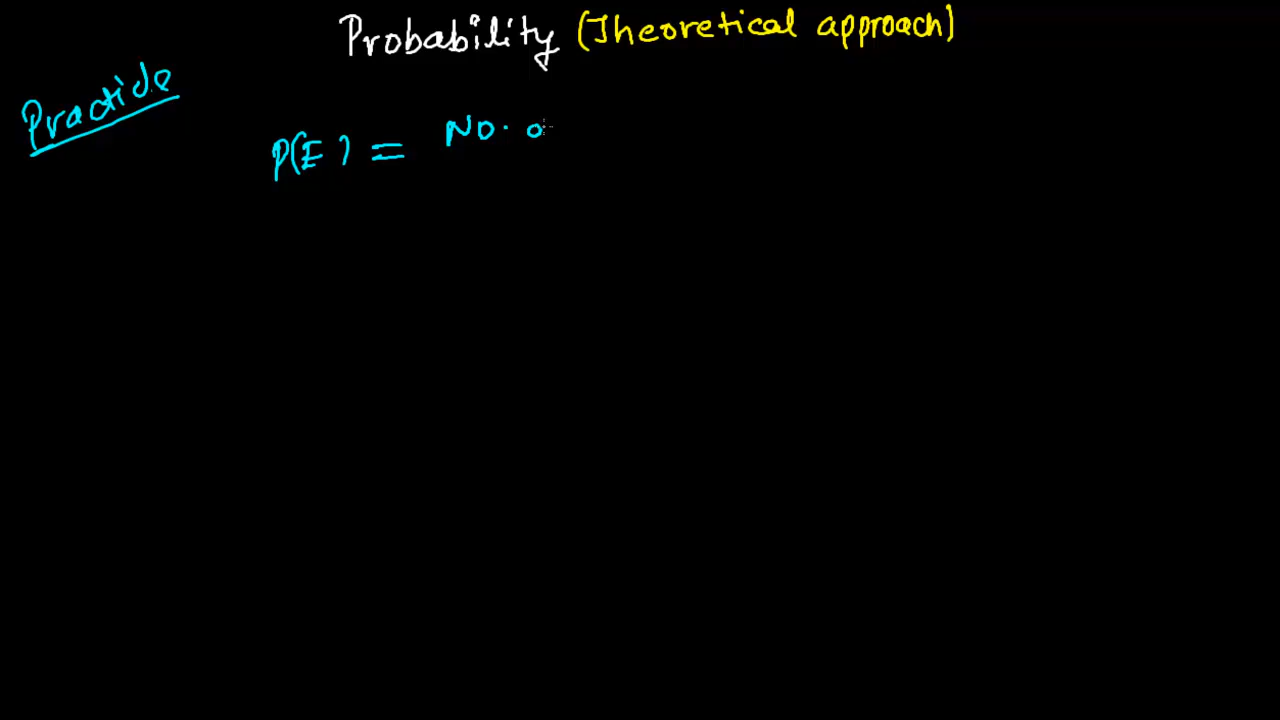 Probability (Theoretical approach)
Practice
P(E) = No. o